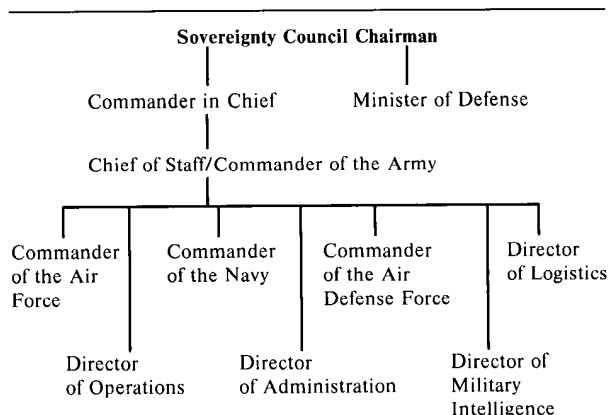 Sovereignty Council Chairman
Commander in Chief
Minister of Defense
Chief of Staff/Commander of the Army
Commander
of the Air
Force
Commander
of the Navy
Commander
of the Air
Defense Force
Director
of Logistics
Director
of Operations
Director
of Administration
Director of
Military
Intelligence